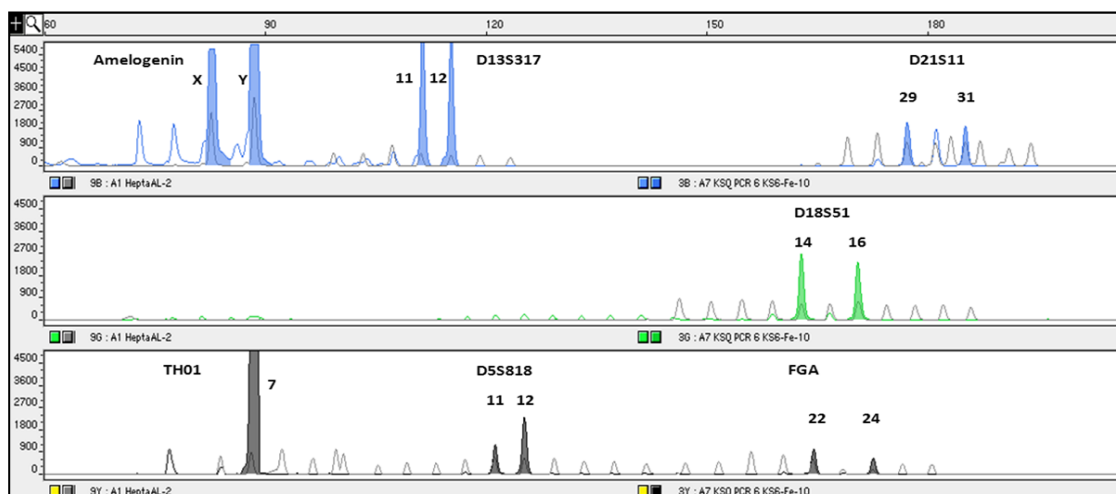 60 90 120 150 180
5400
4500
3600
2700
1800
900
0
Amelogenin D13S317 D21S11
X Y 11 12 29 31
9B : A1 HeptaAL-2 3B : A7 KSQ PCR 6 KS6-Fe-10
4500
3600
2700
1800
900
0
D18S51
14 16
9G : A1 HeptaAL-2 3G : A7 KSQ PCR 6 KS6-Fe-10
4500
3600
2700
1800
900
0
TH01 D5S818 FGA
7 11 12 22 24
9Y : A1 HeptaAL-2 3Y : A7 KSQ PCR 6 KS6-Fe-10